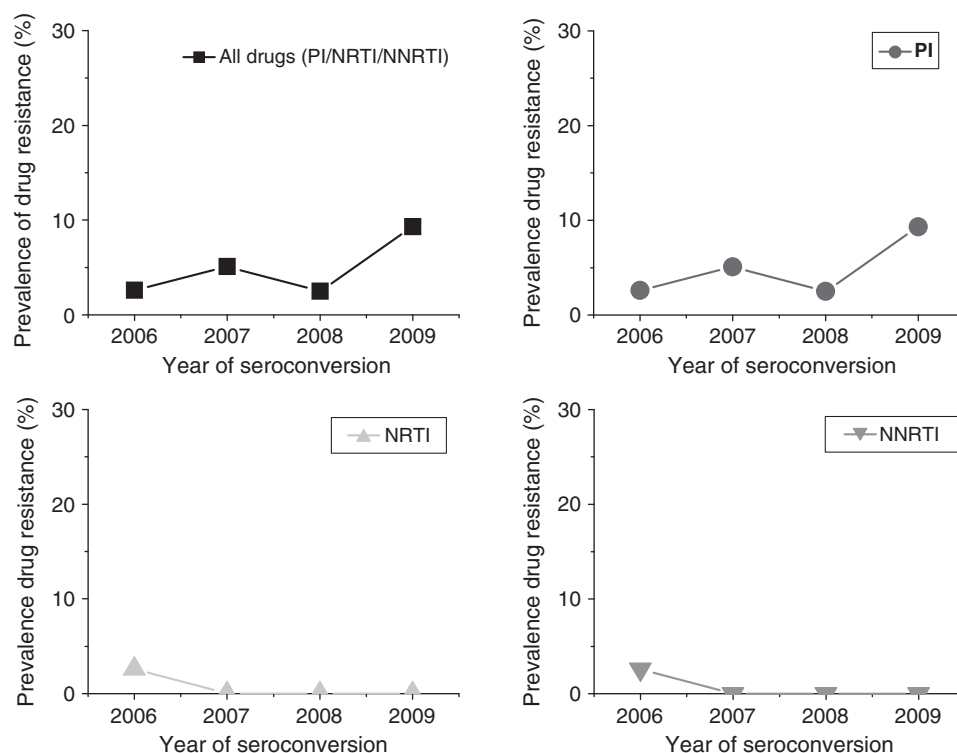 Prevalence of drug resistance (%)
30
20
10
0
All drugs (PI/NRTI/NNRTI)
2006 2007 2008 2009
Year of seroconversion
Prevalence drug resistance (%)
30
20
10
0
PI
2006 2007 2008 2009
Year of seroconversion
Prevalence drug resistance (%)
30
20
10
0
NRTI
2006 2007 2008 2009
Year of seroconversion
Prevalence drug resistance (%)
30
20
10
0
NNRTI
2006 2007 2008 2009
Year of seroconversion